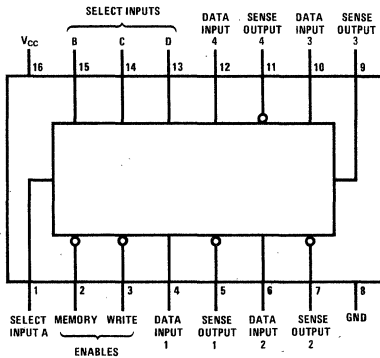 SELECT INPUTS
DATA INPUT 4
SENSE OUTPUT 4
DATA INPUT 3
SENSE OUTPUT 3
VCC
B
C
D
16
15
14
13
12
11
10
9
1
2
3
4
5
6
7
8
SELECT INPUT A
MEMORY
WRITE
ENABLES
DATA INPUT 1
SENSE OUTPUT 1
DATA INPUT 2
SENSE OUTPUT 2
GND